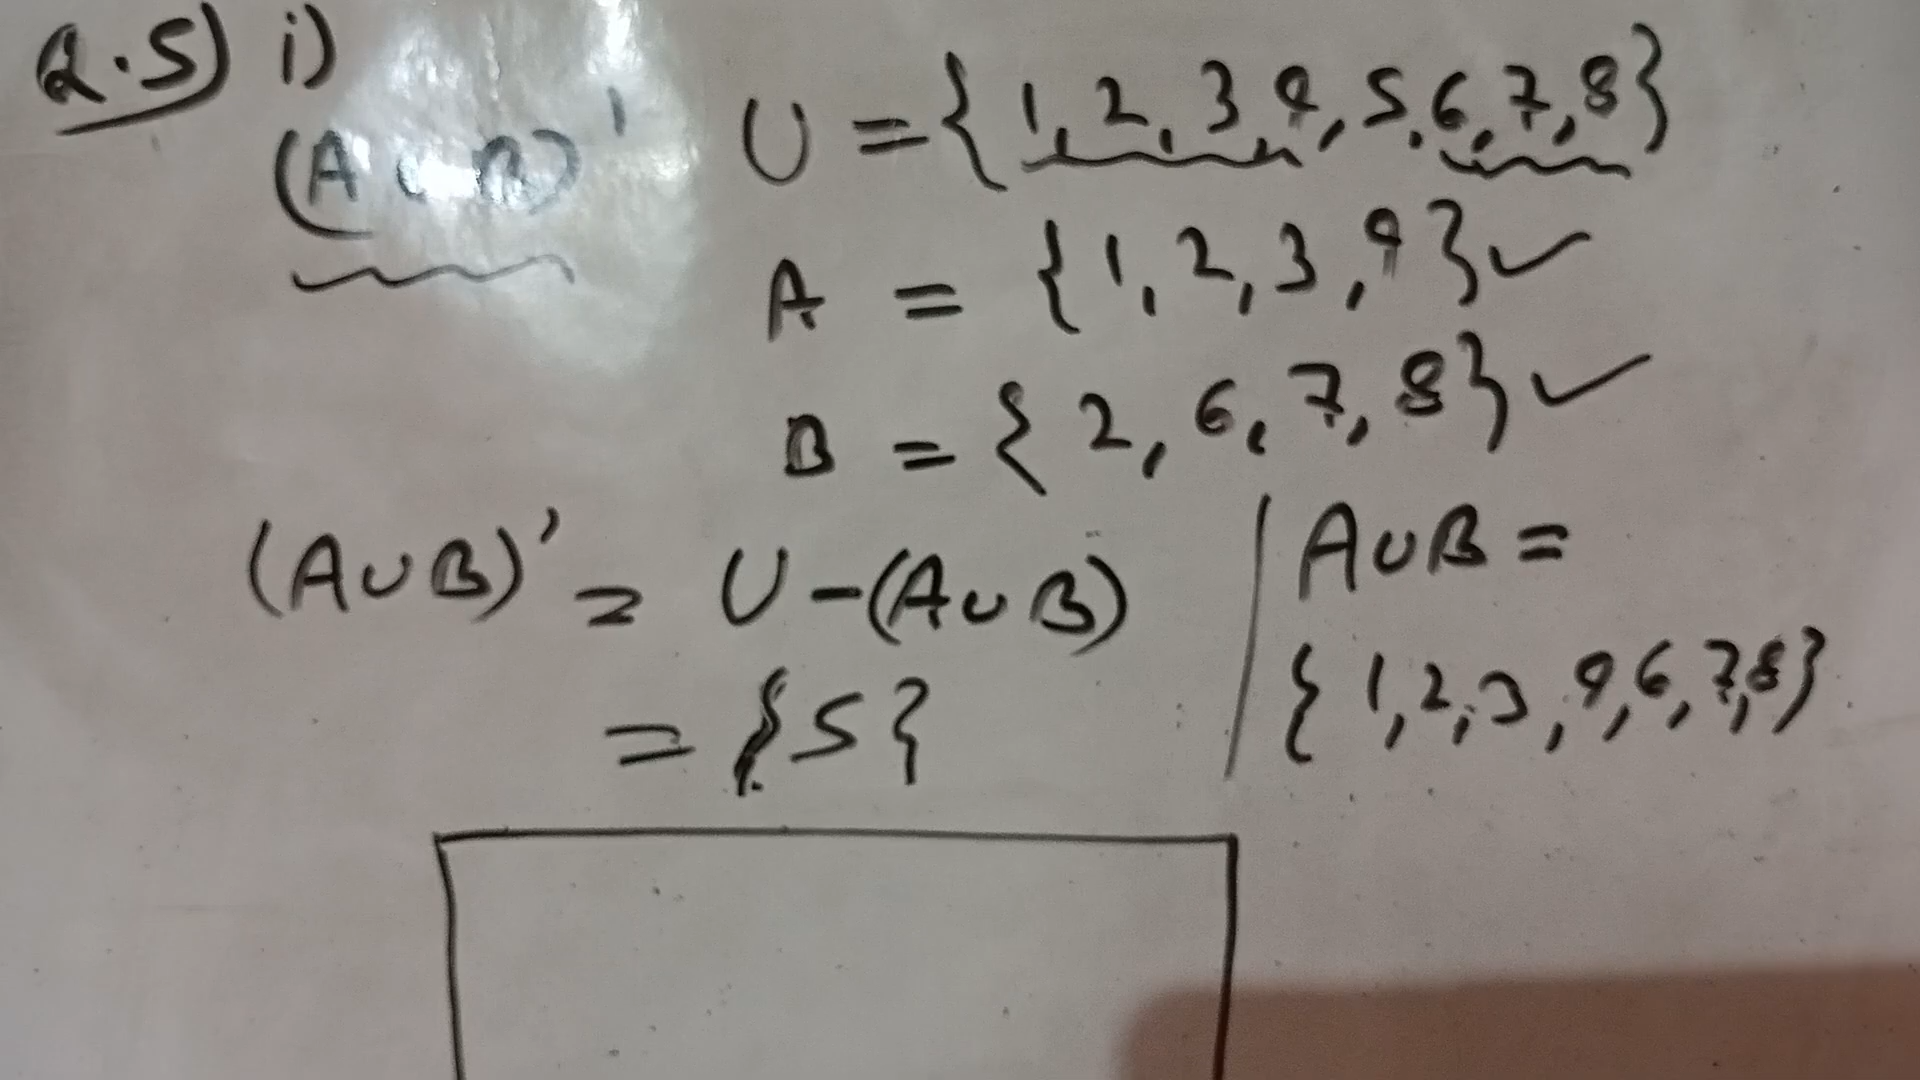 Q.5) i)
(A ∪ B)' U = {1, 2, 3, 4, 5, 6, 7, 8}
A = {1, 2, 3, 4} ✓
B = {2, 6, 7, 8} ✓
(A∪B)' = U - (A∪B) | A∪B =
= {5} {1, 2, 3, 4, 6, 7, 8}